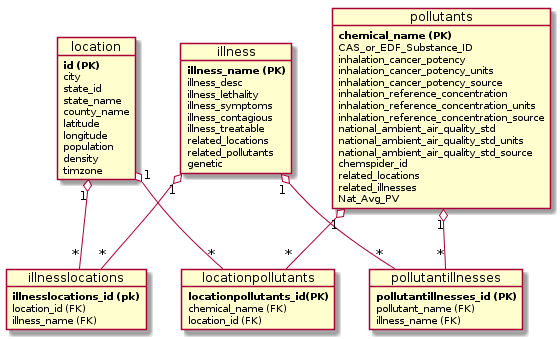 location
id (PK)
city
state_id
state_name
county_name
latitude
longitude
population
density
timzone
illness
illness_name (PK)
illness_desc
illness_lethality
illness_symptoms
illness_contagious
illness_treatable
related_locations
related_pollutants
genetic
pollutants
chemical_name (PK)
CAS_or_EDF_Substance_ID
inhalation_cancer_potency
inhalation_cancer_potency_units
inhalation_cancer_potency_source
inhalation_reference_concentration
inhalation_reference_concentration_units
inhalation_reference_concentration_source
national_ambient_air_quality_std
national_ambient_air_quality_std_units
national_ambient_air_quality_std_source
chemspider_id
related_locations
related_illnesses
Nat_Avg_PV
1
1
1
1
1
1
*
*
*
*
*
*
illnesslocations
illnesslocations_id (pk)
location_id (FK)
illness_name (FK)
locationpollutants
locationpollutants_id(PK)
chemical_name (FK)
location_id (FK)
pollutantillnesses
pollutantillnesses_id (PK)
pollutant_name (FK)
illness_name (FK)